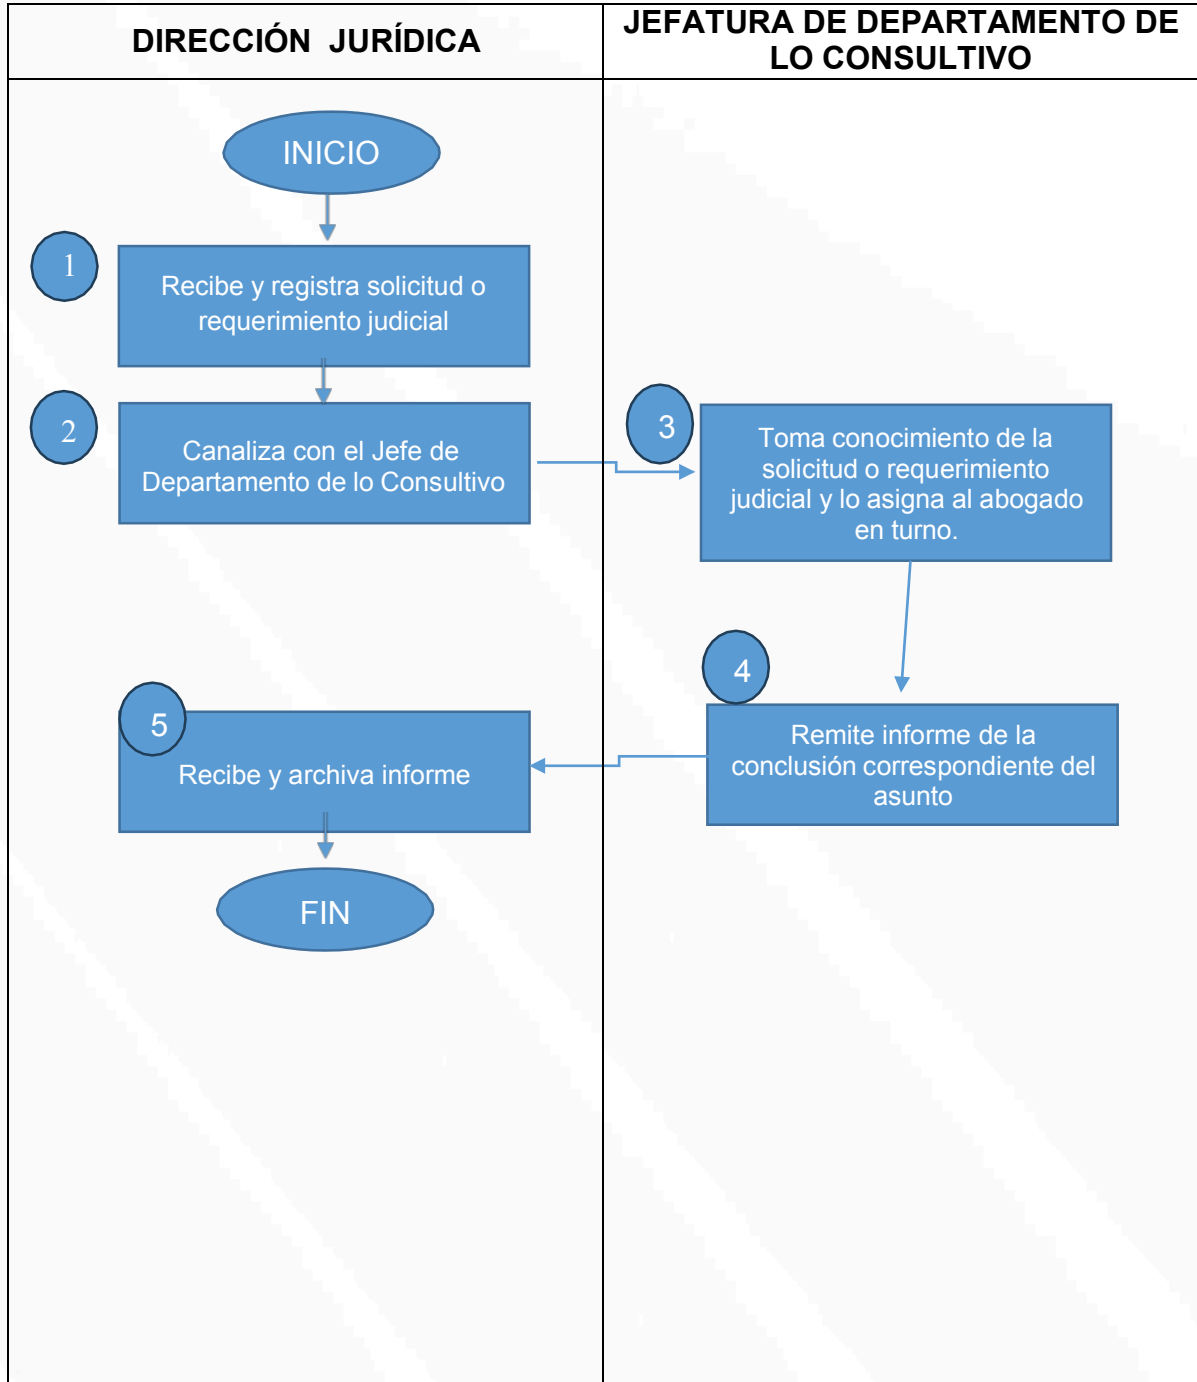 DIRECCIÓN JURÍDICA
JEFATURA DE DEPARTAMENTO DE
LO CONSULTIVO
INICIO
1
Recibe y registra solicitud o
requerimiento judicial
2
Canaliza con el Jefe de
Departamento de lo Consultivo
3
Toma conocimiento de la
solicitud o requerimiento
judicial y lo asigna al abogado
en turno.
4
Remite informe de la
conclusión correspondiente del
asunto
5
Recibe y archiva informe
FIN